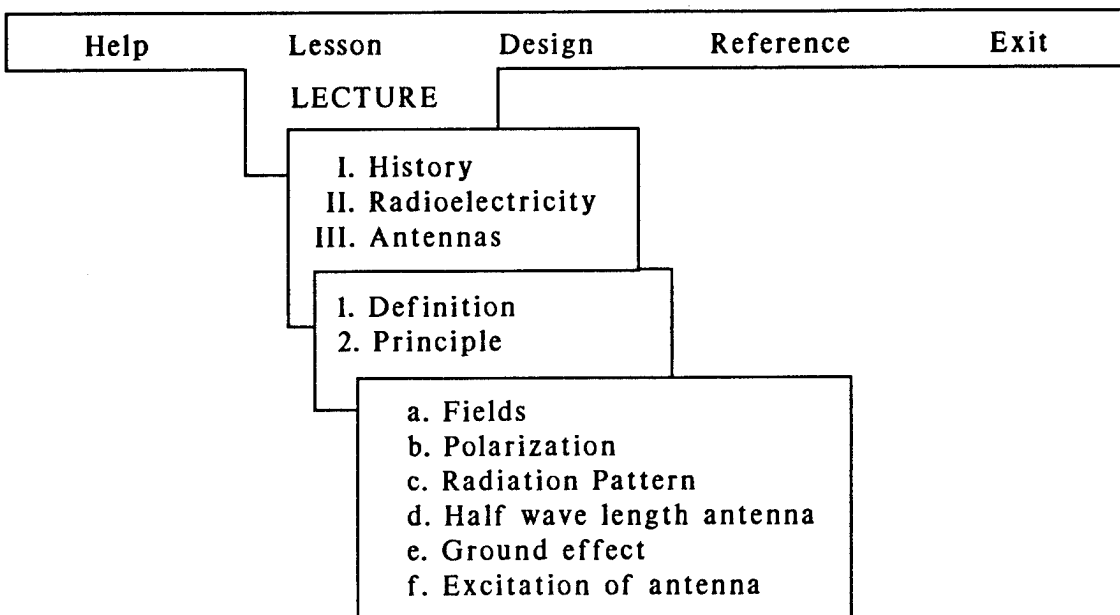 Help Lesson Design Reference Exit
LECTURE
I. History
II. Radioelectricity
III. Antennas
1. Definition
2. Principle
a. Fields
b. Polarization
c. Radiation Pattern
d. Half wave length antenna
e. Ground effect
f. Excitation of antenna